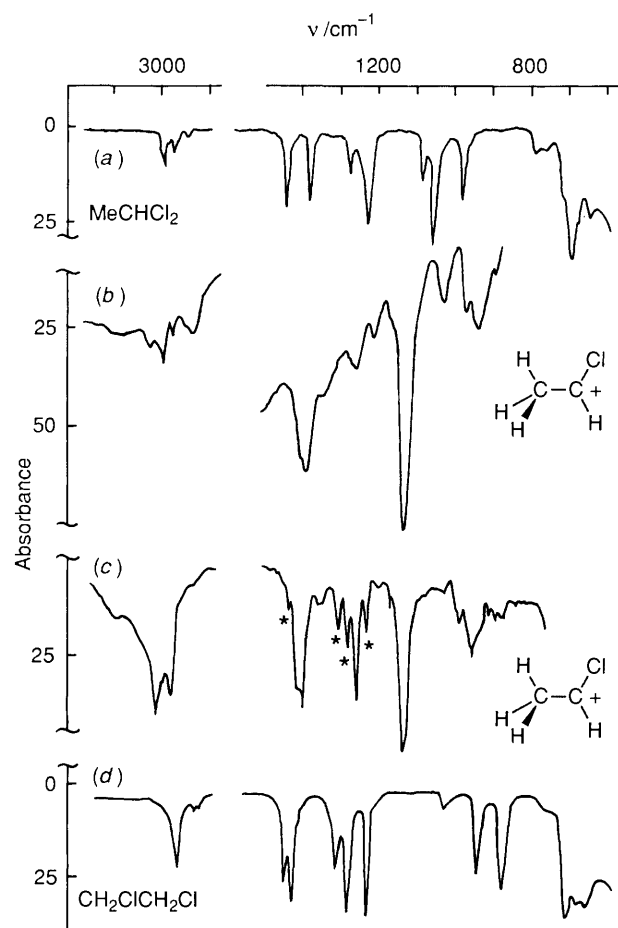 ν /cm⁻¹
3000 1200 800
0
(a)
25
MeCHCl₂
(b)
25
50
H Cl
C–C +
H H H
Absorbance
(c)
25
* * * *
H Cl
C–C +
H H H
(d)
0
25
CH₂ClCH₂Cl